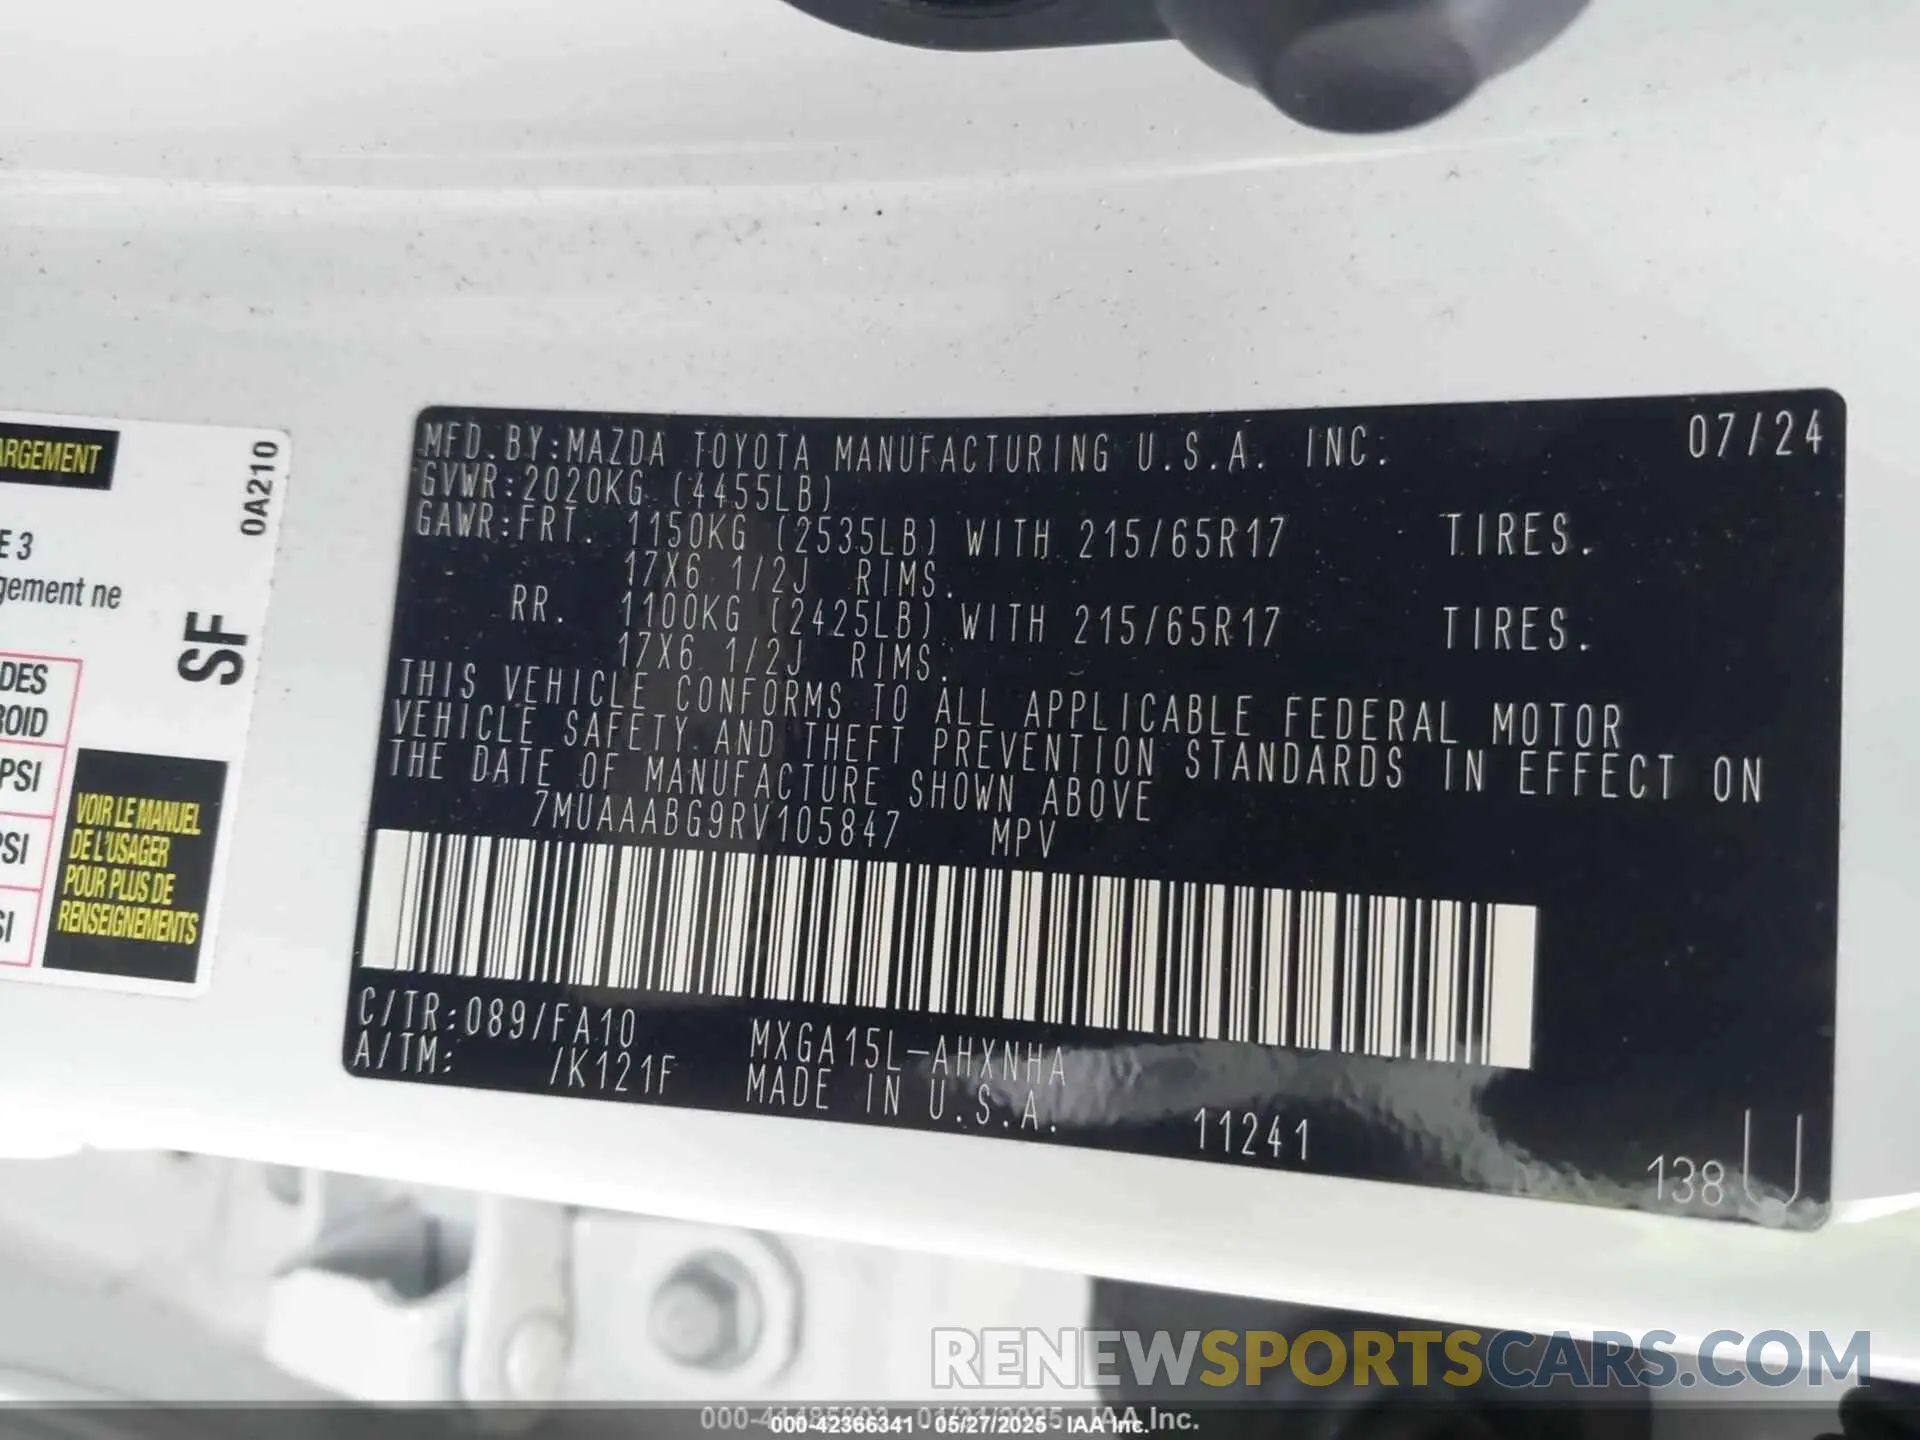 ARGEMENT
0A210
E 3
gement ne
SF
DES
ROID
PSI
PSI
SI
VOIR LE MANUEL
DE L'USAGER
POUR PLUS DE
RENSEIGNEMENTS
MFD.BY:MAZDA TOYOTA MANUFACTURING U.S.A. INC. 07/24
GVWR:2020KG (4455LB)
GAWR:FRT. 1150KG (2535LB) WITH 215/65R17 TIRES.
17X6 1/2J RIMS.
RR. 1100KG (2425LB) WITH 215/65R17 TIRES.
17X6 1/2J RIMS.
THIS VEHICLE CONFORMS TO ALL APPLICABLE FEDERAL MOTOR
VEHICLE SAFETY AND THEFT PREVENTION STANDARDS IN EFFECT ON
THE DATE OF MANUFACTURE SHOWN ABOVE
7MUAAABG9RV105847 MPV
C/TR:089/FA10 MXGA15L-AHXNHA
A/TM: /K121F MADE IN U.S.A.
11241
138 U
RENEWSPORTSCARS.COM
000-42366341 - 05/27/2025 - IAA Inc.